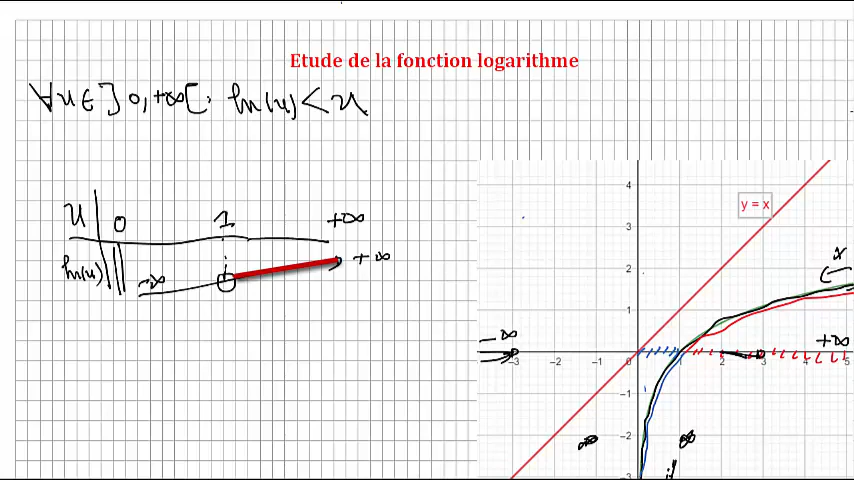 Etude de la fonction logarithme
∀x∈]0,+∞[: ln(x)<x
x 0 1 +∞
ln(x) -∞ 0 +∞
4
y = x
3
2
1
-∞ +∞
-3 -2 -1 0 1 2 3 4 5
-1
-2
-3